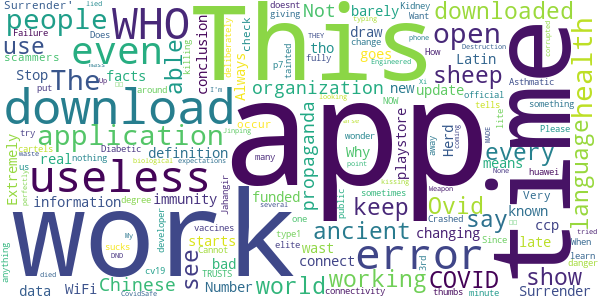 Surrender' lied
people WHO This app time
Does use even open downloaded
barely Kidney doesnt giving
Failure scammers
Not draw change typing
THEY Want
How phone
killing
deliberately
check
tho goes Latin
Stop facts able conclusion Always sheep
Up p7 tainted fully
Destruction
Engineered
Xi corrupted
The organization new update official
put around I'm NOW
download occur tells something
Jinping Asthmatic
try Diabetic many wonder away Herd
MADE lite Please
application definition propaganda Why playstore
real nothing
cartels
waste biological expectations
point coming
every health language
Extremely us useless funded
kissing Weapon None
means huawei
perfectly degree several
public sometimes
information immunity keep Ovid
Jahangir
Very tried
work one ancient say known When
anything developer starts vaccines
type1 elite
wast changing ccp late learn
My see world error
Since danger
sucks Cannot bad connect
Chinese TRUSTS
working COVID show
data WiFi cv19 Number
Crashed 3rd
DND
died CovidSafe connectivity
thumbs minute Surrender